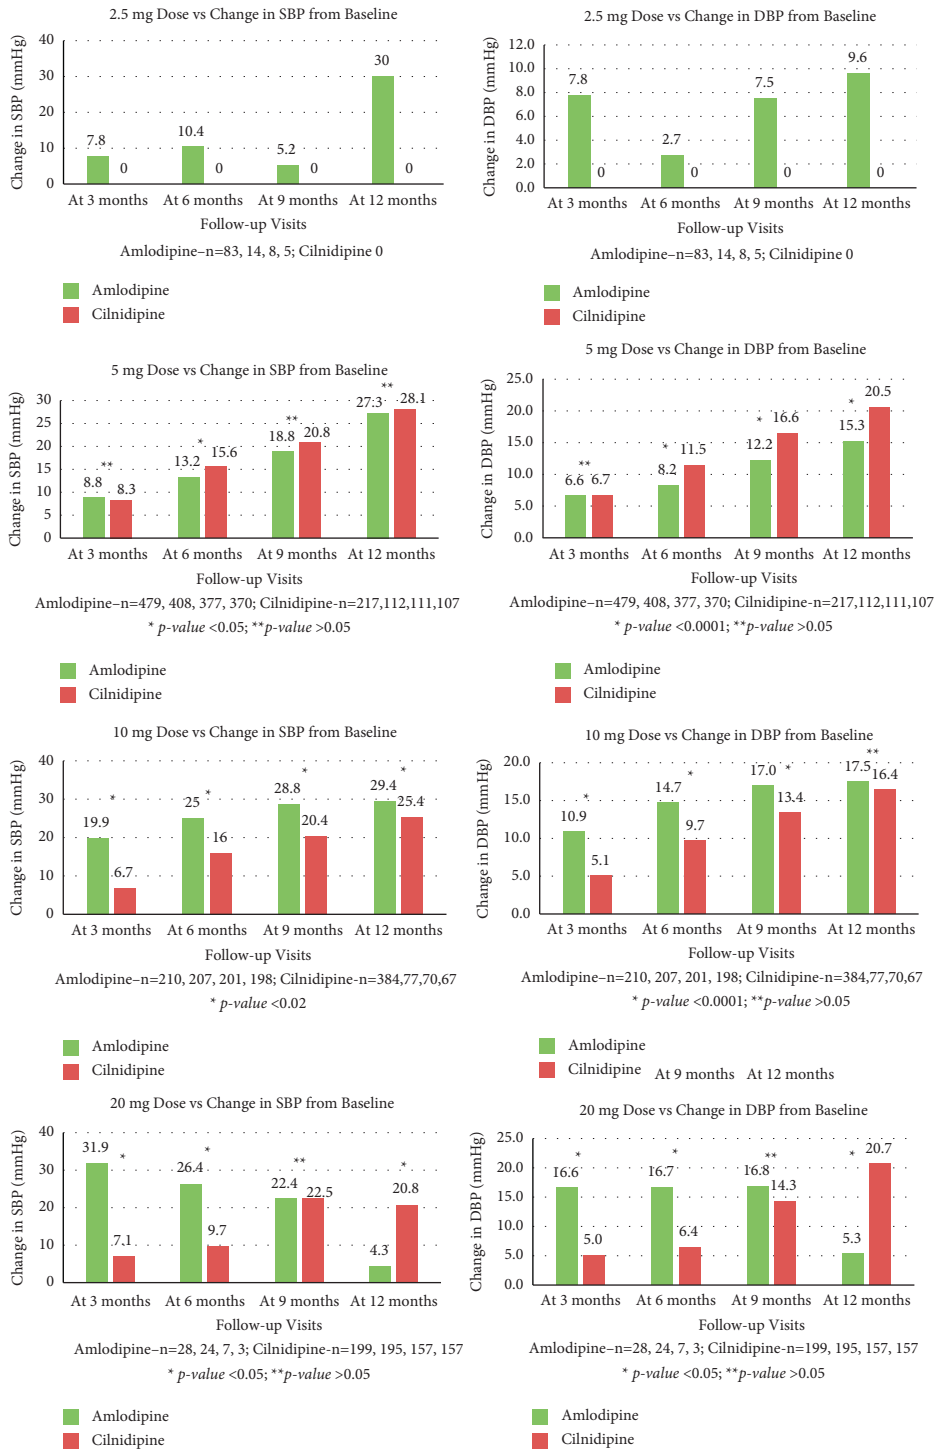 2.5 mg Dose vs Change in SBP from Baseline
Change in SBP (mmHg)
40
30
20
10
0
7.8
0
10.4
0
5.2
0
30
0
At 3 months At 6 months At 9 months At 12 months
Follow-up Visits
Amlodipine–n=83, 14, 8, 5; Cilnidipine 0
Amlodipine
Cilnidipine
2.5 mg Dose vs Change in DBP from Baseline
Change in DBP (mmHg)
12.0
10.0
8.0
6.0
4.0
2.0
0.0
7.8
0
2.7
0
7.5
0
9.6
0
At 3 months At 6 months At 9 months At 12 months
Follow-up Visits
Amlodipine–n=83, 14, 8, 5; Cilnidipine 0
Amlodipine
Cilnidipine
5 mg Dose vs Change in SBP from Baseline
Change in SBP (mmHg)
30
25
20
15
10
5
0
**
8.8
8.3
*
13.2
15.6
**
18.8
20.8
**
27.3
28.1
At 3 months At 6 months At 9 months At 12 months
Follow-up Visits
Amlodipine–n=479, 408, 377, 370; Cilnidipine-n=217,112,111,107
* p-value <0.05; **p-value >0.05
Amlodipine
Cilnidipine
5 mg Dose vs Change in DBP from Baseline
Change in DBP (mmHg)
25.0
20.0
15.0
10.0
5.0
0.0
**
6.6
6.7
*
8.2
11.5
*
12.2
16.6
*
15.3
20.5
At 3 months At 6 months At 9 months At 12 months
Follow-up Visits
Amlodipine–n=479, 408, 377, 370; Cilnidipine-n=217,112,111,107
* p-value <0.0001; **p-value >0.05
Amlodipine
Cilnidipine
10 mg Dose vs Change in SBP from Baseline
Change in SBP (mmHg)
40
30
20
10
0
*
19.9
6.7
*
25
16
*
28.8
20.4
*
29.4
25.4
At 3 months At 6 months At 9 months At 12 months
Follow-up Visits
Amlodipine–n=210, 207, 201, 198; Cilnidipine-n=384,77,70,67
* p-value <0.02
Amlodipine
Cilnidipine
10 mg Dose vs Change in DBP from Baseline
Change in DBP (mmHg)
20.0
15.0
10.0
5.0
0.0
*
10.9
5.1
*
14.7
9.7
*
17.0
13.4
**
17.5
16.4
At 3 months At 6 months At 9 months At 12 months
Follow-up Visits
Amlodipine–n=210, 207, 201, 198; Cilnidipine-n=384,77,70,67
* p-value <0.0001; **p-value >0.05
Amlodipine
Cilnidipine
At 9 months At 12 months
20 mg Dose vs Change in SBP from Baseline
Change in SBP (mmHg)
40
30
20
10
0
*
31.9
7.1
*
26.4
9.7
**
22.4
22.5
*
4.3
20.8
At 3 months At 6 months At 9 months At 12 months
Follow-up Visits
Amlodipine–n=28, 24, 7, 3; Cilnidipine-n=199, 195, 157, 157
* p-value <0.05; **p-value >0.05
Amlodipine
Cilnidipine
20 mg Dose vs Change in DBP from Baseline
Change in DBP (mmHg)
25.0
20.0
15.0
10.0
5.0
0.0
*
16.6
5.0
*
16.7
6.4
**
16.8
14.3
*
5.3
20.7
At 3 months At 6 months At 9 months At 12 months
Follow-up Visits
Amlodipine–n=28, 24, 7, 3; Cilnidipine-n=199, 195, 157, 157
* p-value <0.05; **p-value >0.05
Amlodipine
Cilnidipine